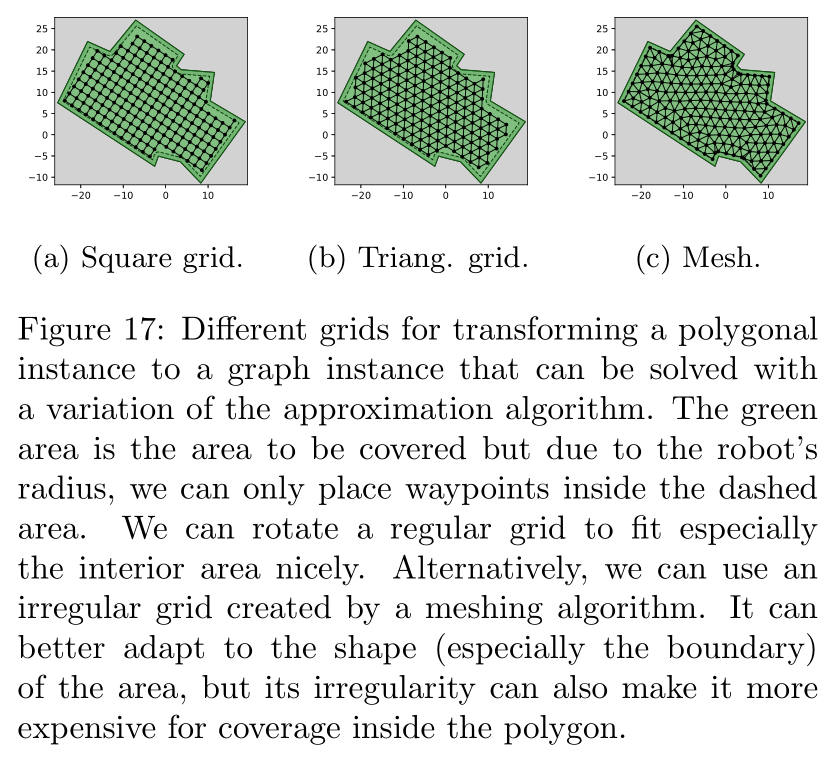 25
20
15
10
5
0
−5
−10
−20 −10 0 10
25
20
15
10
5
0
−5
−10
−20 −10 0 10
25
20
15
10
5
0
−5
−10
−20 −10 0 10
(a) Square grid.
(b) Triang. grid.
(c) Mesh.
Figure 17: Different grids for transforming a polygonal
instance to a graph instance that can be solved with
a variation of the approximation algorithm. The green
area is the area to be covered but due to the robot's
radius, we can only place waypoints inside the dashed
area. We can rotate a regular grid to fit especially
the interior area nicely. Alternatively, we can use an
irregular grid created by a meshing algorithm. It can
better adapt to the shape (especially the boundary)
of the area, but its irregularity can also make it more
expensive for coverage inside the polygon.